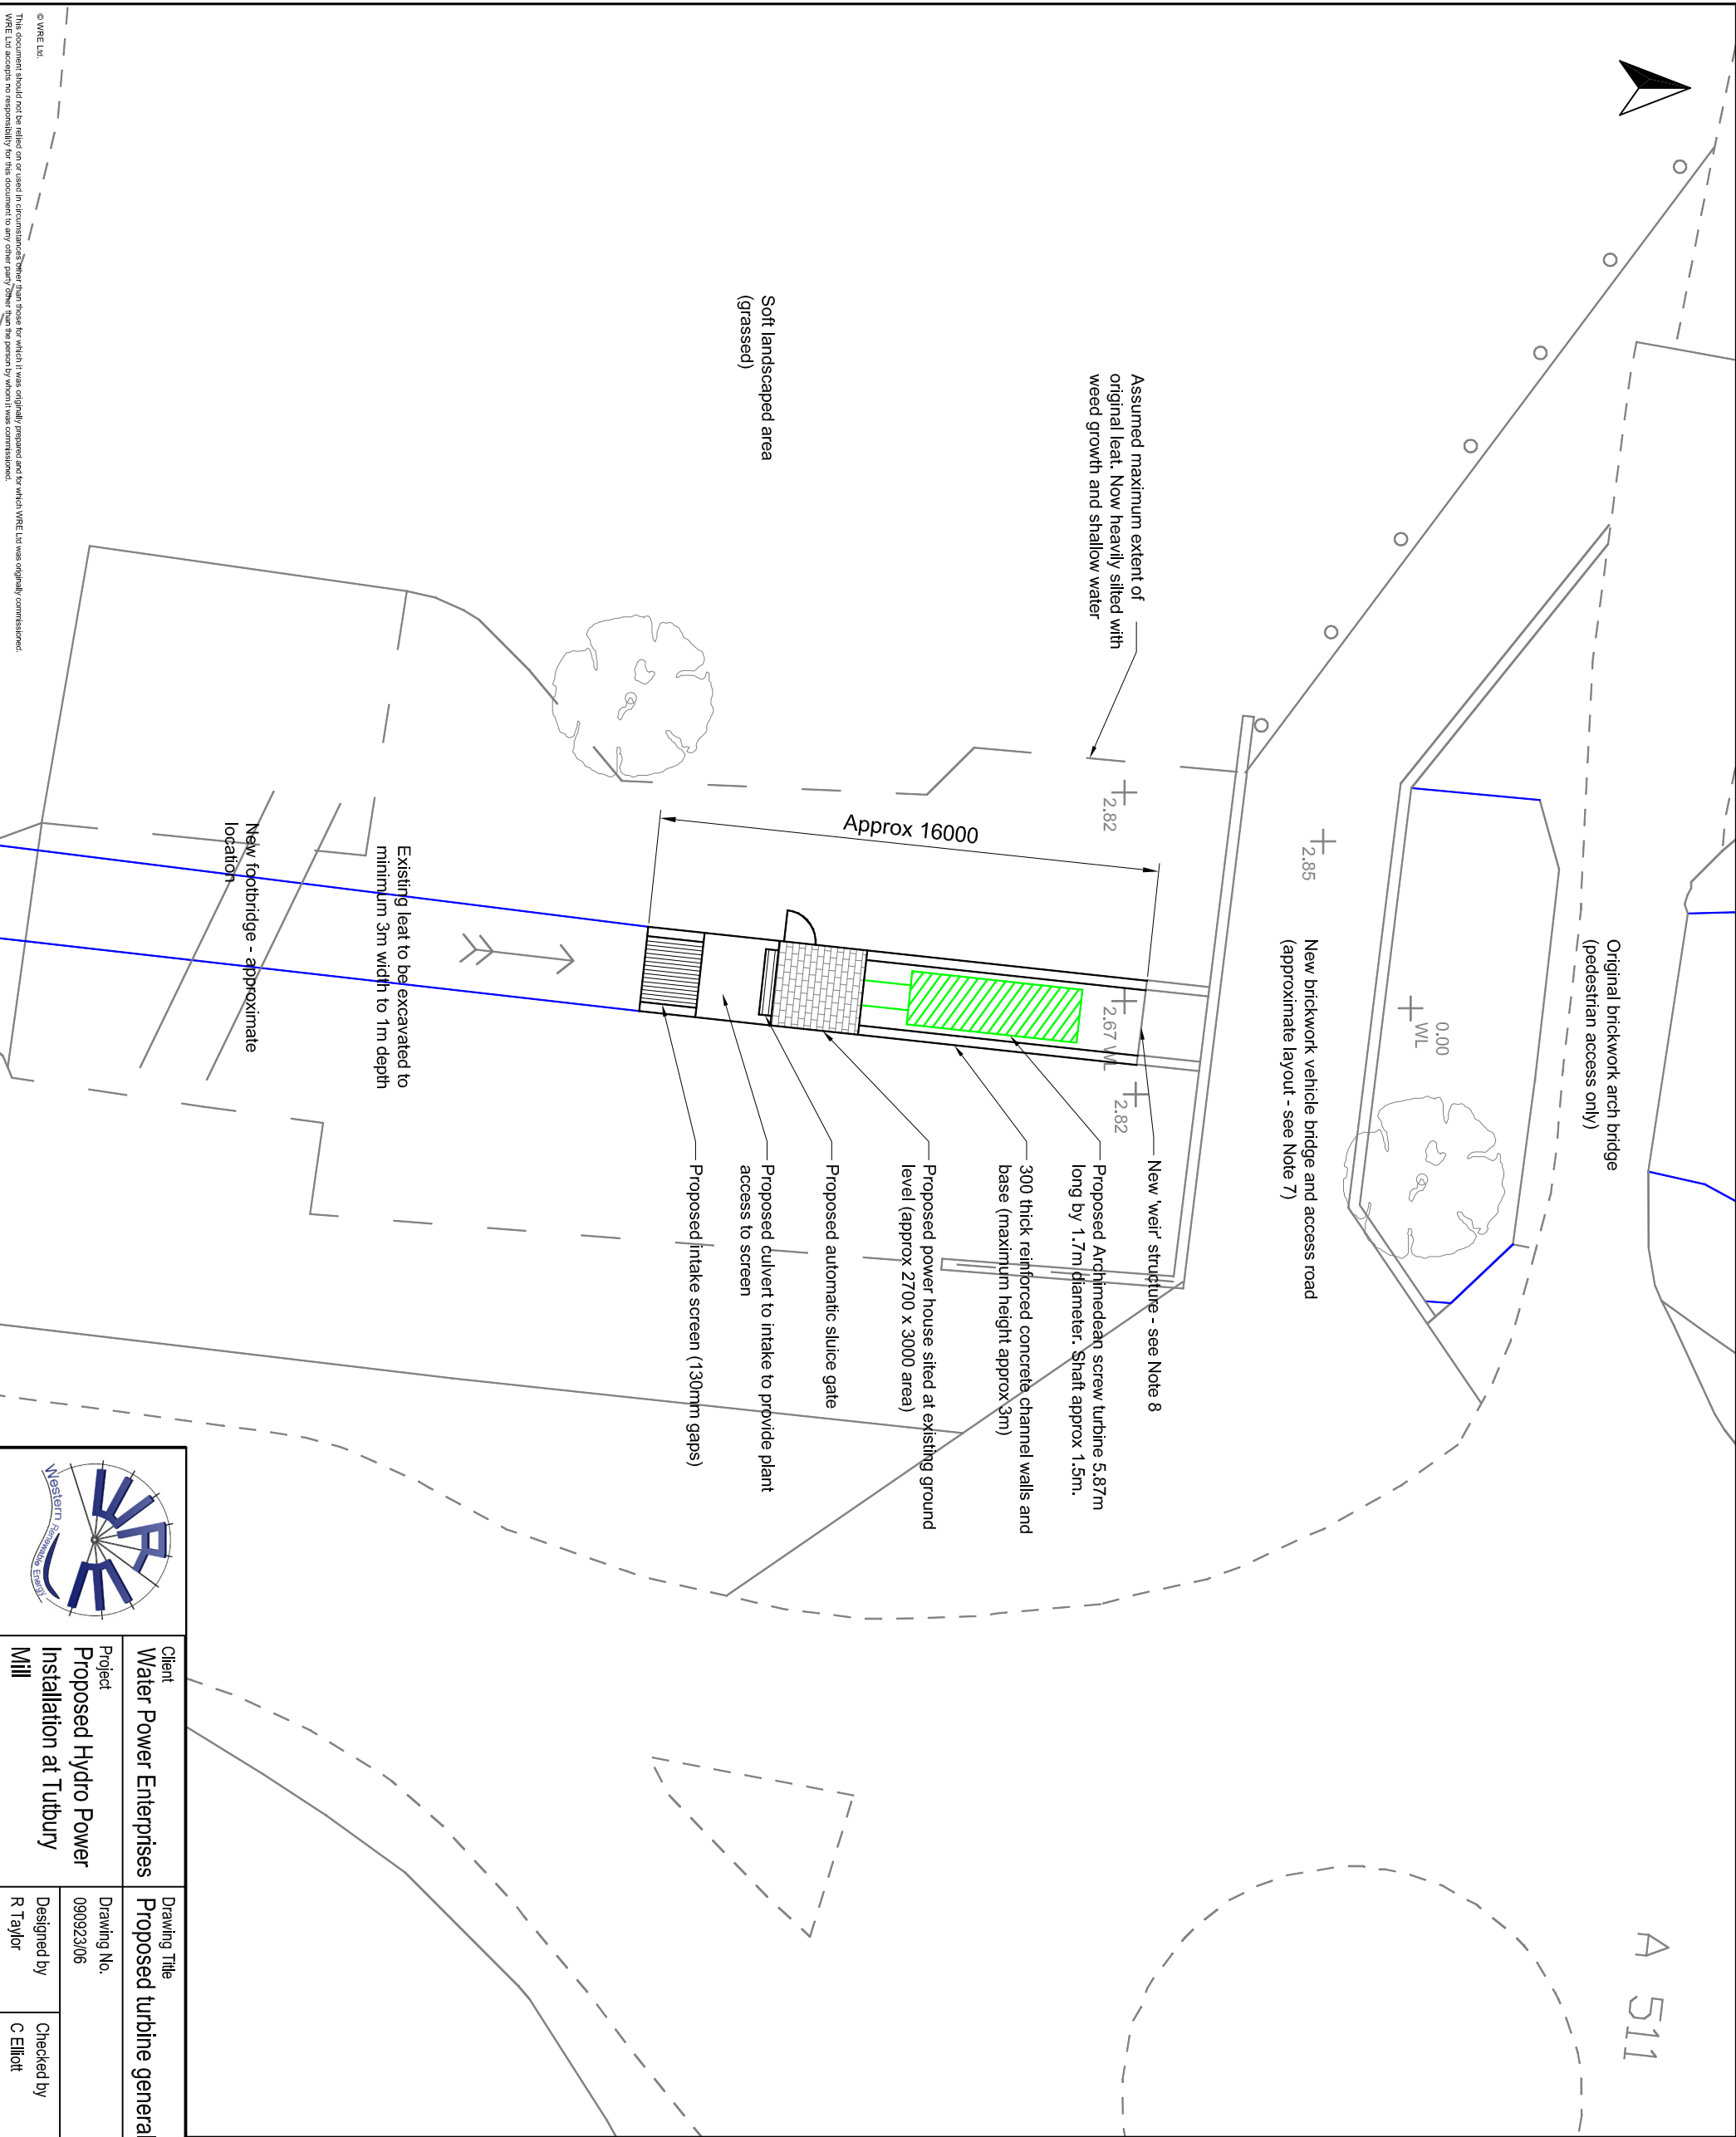 A 511
Original brickwork arch bridge
(pedestrian access only)
0.00
WL
New brickwork vehicle bridge and access road
(approximate layout - see Note 7)
2.85
Assumed maximum extent of
original leat. Now heavily silted with
weed growth and shallow water
2.82
2.67 WL
2.82
New 'weir' structure - see Note 8
Proposed Archimedean screw turbine 5.87m
long by 1.7m diameter. Shaft approx 1.5m.
300 thick reinforced concrete channel walls and
base (maximum height approx 3m)
Approx 16000
Proposed power house sited at existing ground
level (approx 2700 x 3000 area)
Proposed automatic sluice gate
Soft landscaped area
(grassed)
Proposed culvert to intake to provide plant
access to screen
Proposed intake screen (130mm gaps)
Existing leat to be excavated to
minimum 3m width to 1m depth
New footbridge - approximate
location
© WRE Ltd.
This document should not be relied on or used in circumstances other than those for which it was originally prepared and for which WRE Ltd was originally commissioned.
WRE Ltd accepts no responsibility for this document to any other party other than the person by whom it was commissioned.
WRE
Western Renewable Energy
Client
Water Power Enterprises
Project
Proposed Hydro Power
Installation at Tutbury
Mill
Drawing Title
Proposed turbine general
Drawing No.
090923/06
Designed by
R Taylor
Checked by
C Elliott